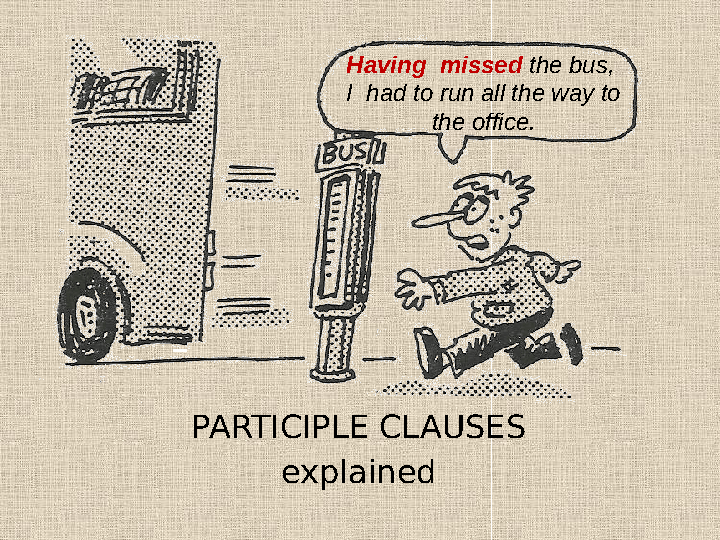 Having missed the bus,
I had to run all the way to
the office.
BUS
PARTICIPLE CLAUSES
explained